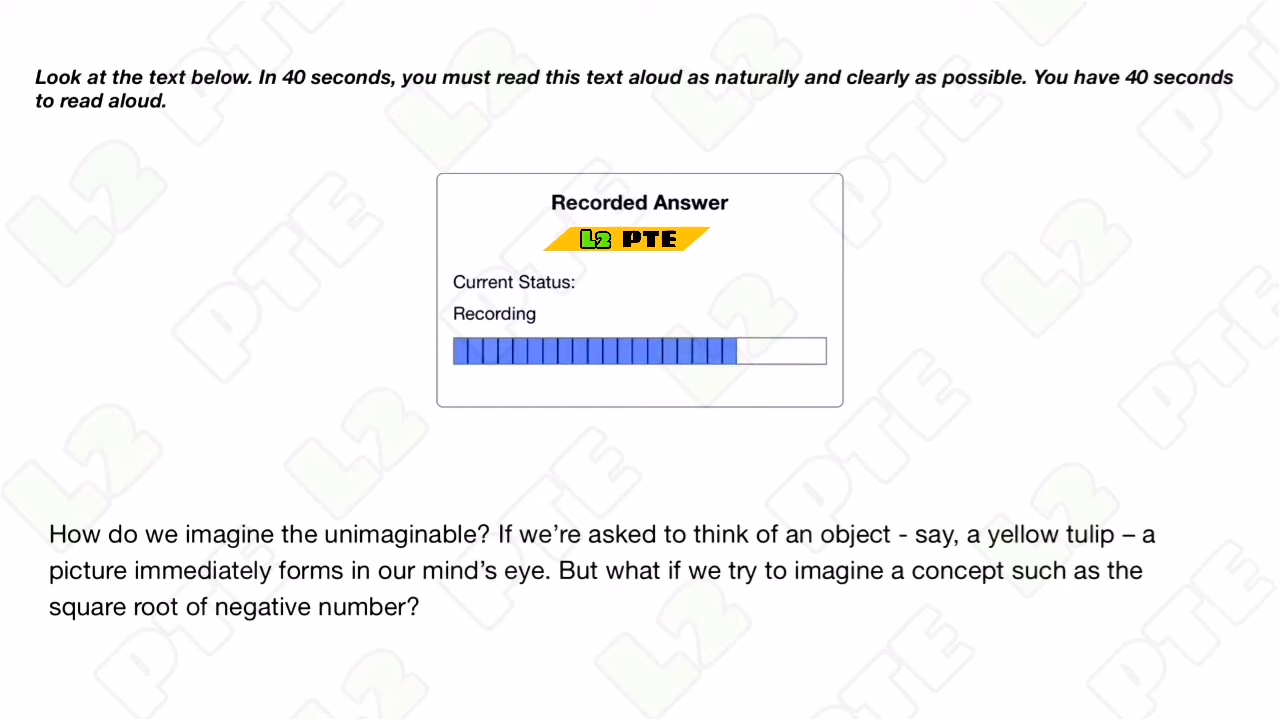 Look at the text below. In 40 seconds, you must read this text aloud as naturally and clearly as possible. You have 40 seconds
to read aloud.
Recorded Answer
L2 PTE
Current Status:
Recording
How do we imagine the unimaginable? If we’re asked to think of an object - say, a yellow tulip – a
picture immediately forms in our mind’s eye. But what if we try to imagine a concept such as the
square root of negative number?